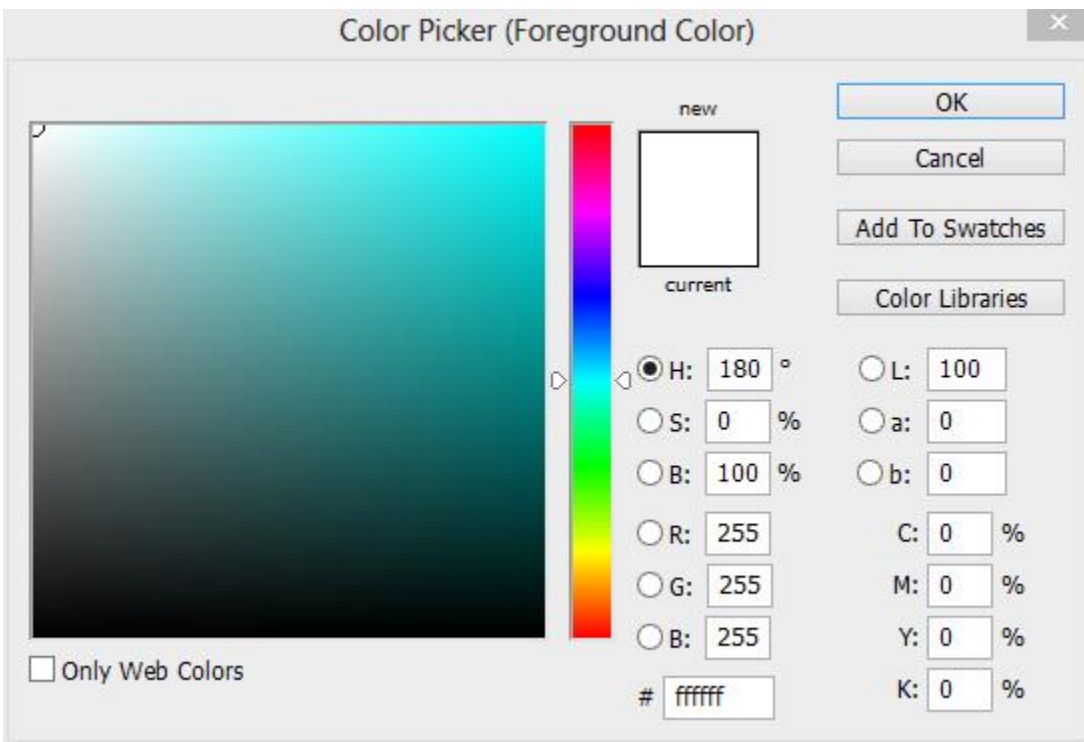 Color Picker (Foreground Color)
new
current
OK
Cancel
Add To Swatches
Color Libraries
H: 180 °
S: 0 %
B: 100 %
R: 255
G: 255
B: 255
# ffffff
L: 100
a: 0
b: 0
C: 0 %
M: 0 %
Y: 0 %
K: 0 %
Only Web Colors